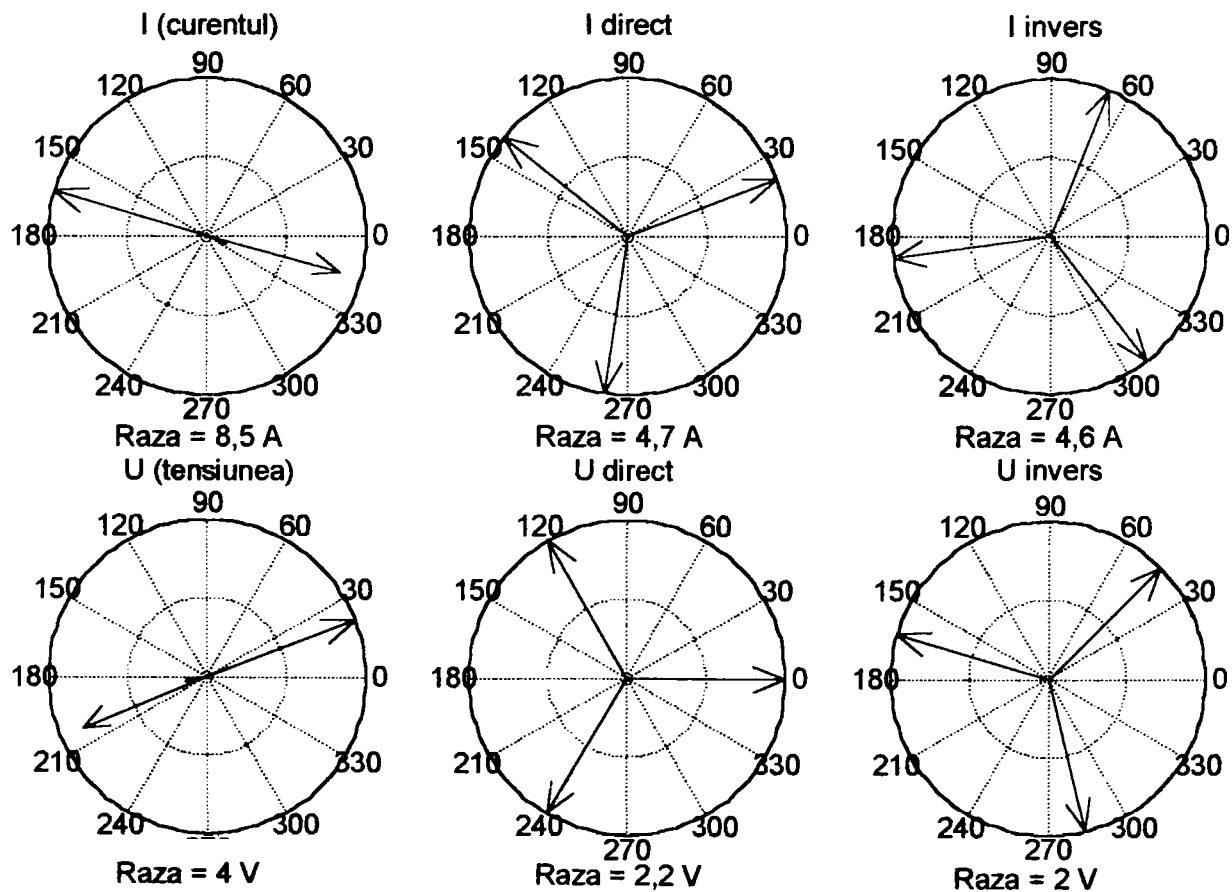 I (curentul) I direct I invers
90 90 90
120 60 120 60 120 60
150 30 150 30 150 30
180 0 180 0 180 0
210 330 210 330 210 330
240 300 240 300 240 300
270 270 270
Raza = 8,5 A Raza = 4,7 A Raza = 4,6 A
U (tensiunea) U direct U invers
90 90 90
120 60 120 60 120 60
150 30 150 30 150 30
180 0 180 0 180 0
210 330 210 330 210 330
240 300 240 300 240 300
270 270
Raza = 4 V Raza = 2,2 V Raza = 2 V